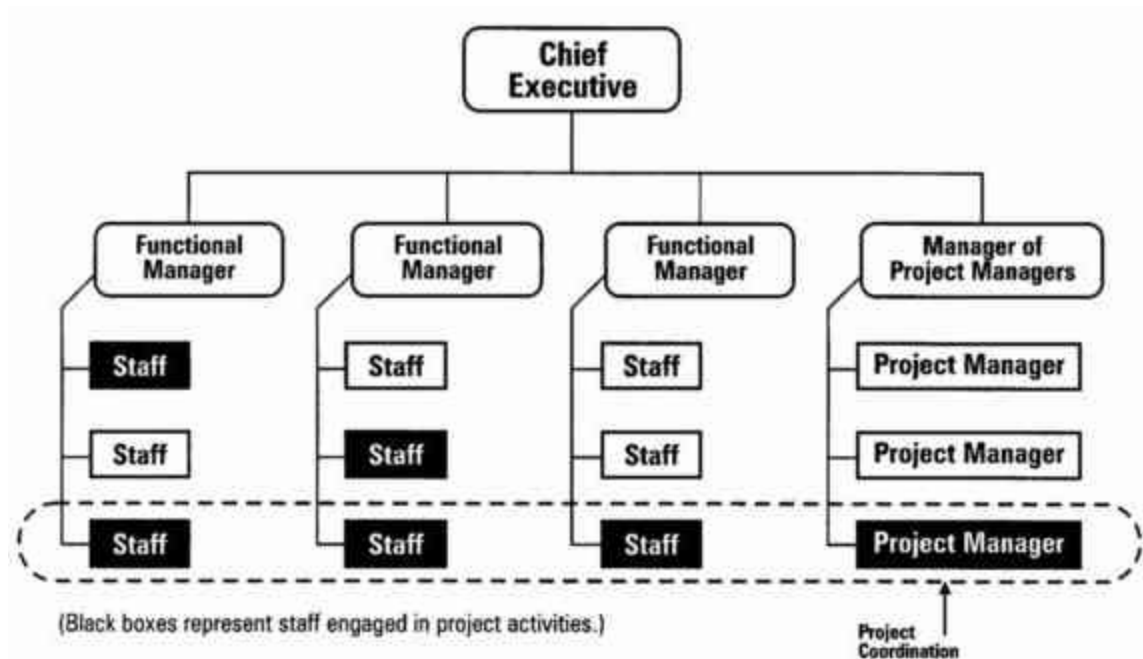 Chief
Executive
Functional
Manager
Functional
Manager
Functional
Manager
Manager of
Project Managers
Staff
Staff
Staff
Project Manager
Staff
Staff
Staff
Project Manager
Staff
Staff
Staff
Project Manager
(Black boxes represent staff engaged in project activities.)
Project
Coordination